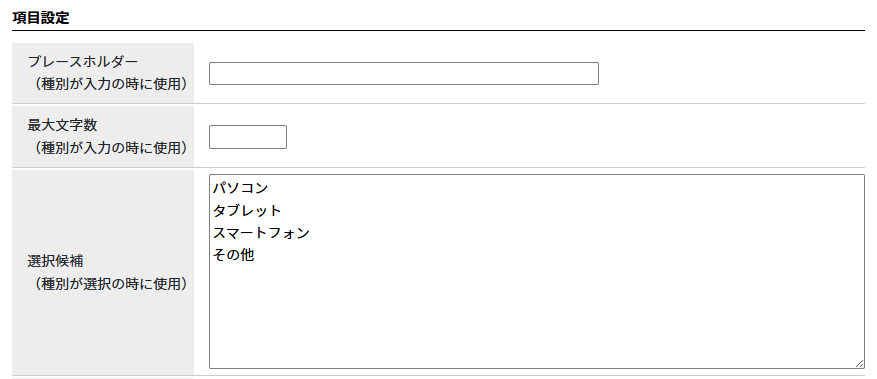 項目設定
プレースホルダー
（種別が入力の時に使用）
最大文字数
（種別が入力の時に使用）
選択候補
（種別が選択の時に使用）
パソコン
タブレット
スマートフォン
その他